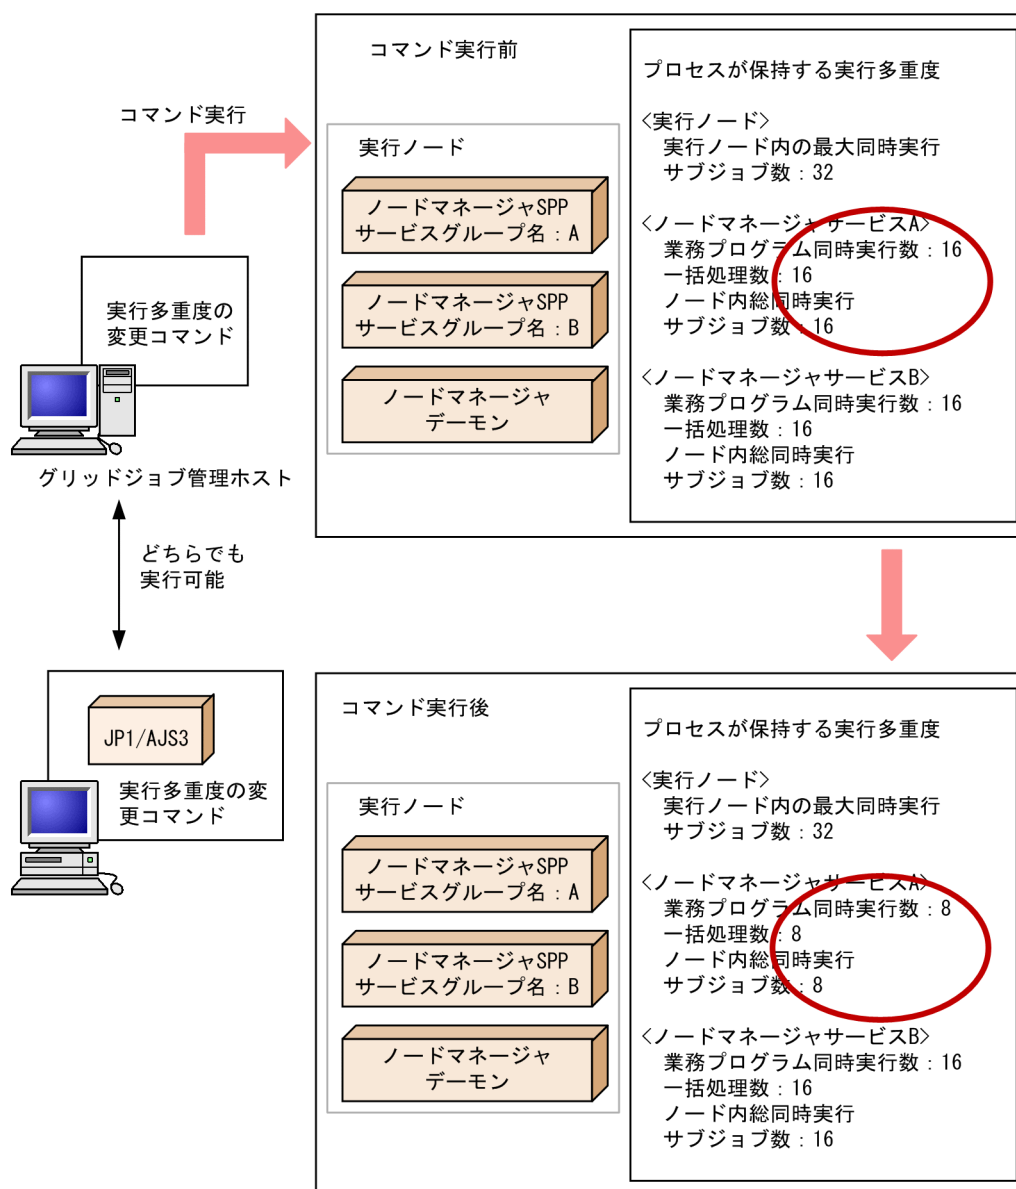 コマンド実行
実行多重度の
変更コマンド
グリッドジョブ管理ホスト
どちらでも
実行可能
JP1/AJS3
実行多重度の変
更コマンド
コマンド実行前
実行ノード
ノードマネージャSPP
サービスグループ名：A
ノードマネージャSPP
サービスグループ名：B
ノードマネージャ
デーモン
プロセスが保持する実行多重度
<実行ノード>
実行ノード内の最大同時実行
サブジョブ数：32
<ノードマネージャサービスA>
業務プログラム同時実行数：16
一括処理数：16
ノード内総同時実行
サブジョブ数：16
<ノードマネージャサービスB>
業務プログラム同時実行数：16
一括処理数：16
ノード内総同時実行
サブジョブ数：16
コマンド実行後
実行ノード
ノードマネージャSPP
サービスグループ名：A
ノードマネージャSPP
サービスグループ名：B
ノードマネージャ
デーモン
プロセスが保持する実行多重度
<実行ノード>
実行ノード内の最大同時実行
サブジョブ数：32
<ノードマネージャサービスA>
業務プログラム同時実行数：8
一括処理数：8
ノード内総同時実行
サブジョブ数：8
<ノードマネージャサービスB>
業務プログラム同時実行数：16
一括処理数：16
ノード内総同時実行
サブジョブ数：16